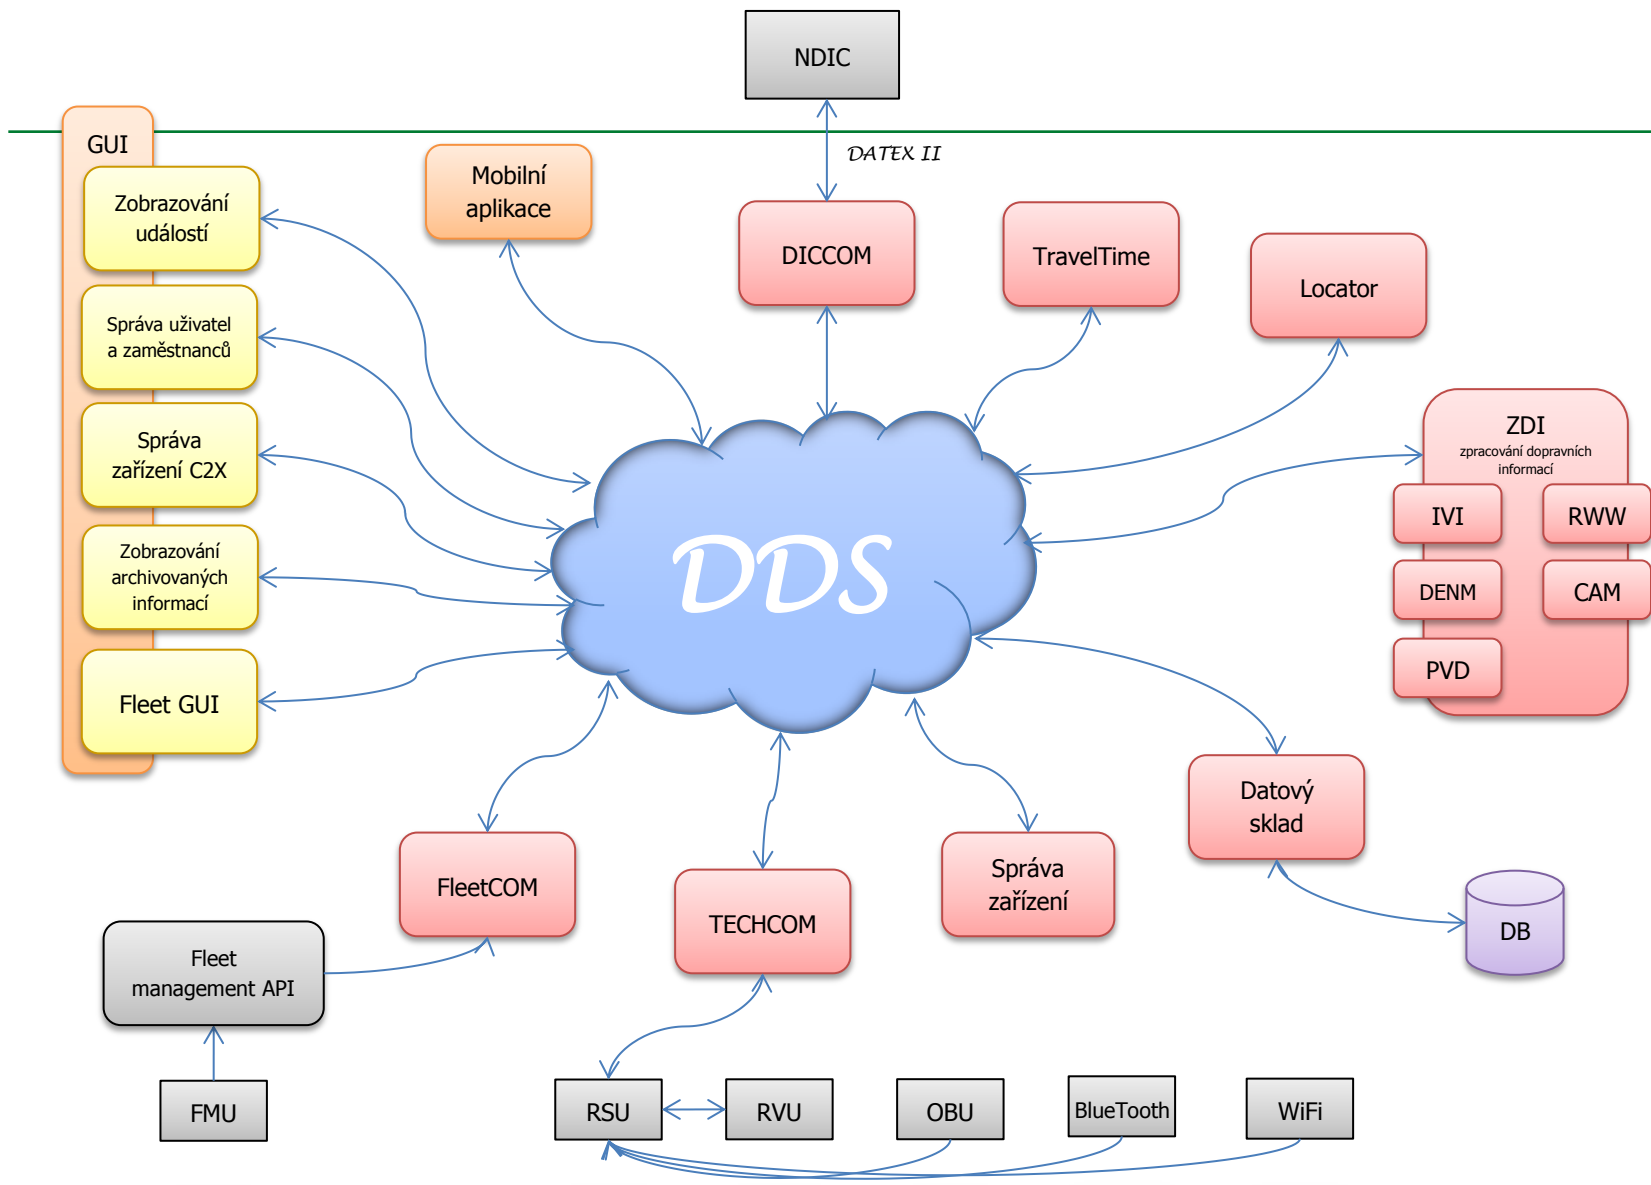 NDIC
DATEX II
GUI
Zobrazování
událostí
Správa uživatel
a zaměstnanců
Správa
zařízení C2X
Zobrazování
archivovaných
informací
Fleet GUI
Mobilní
aplikace
DICCOM
TravelTime
Locator
ZDI
zpracování dopravních
informací
IVI
RWW
DENM
CAM
PVD
DDS
Datový
sklad
DB
FleetCOM
TECHCOM
Správa
zařízení
Fleet
management API
FMU
RSU
RVU
OBU
BlueTooth
WiFi